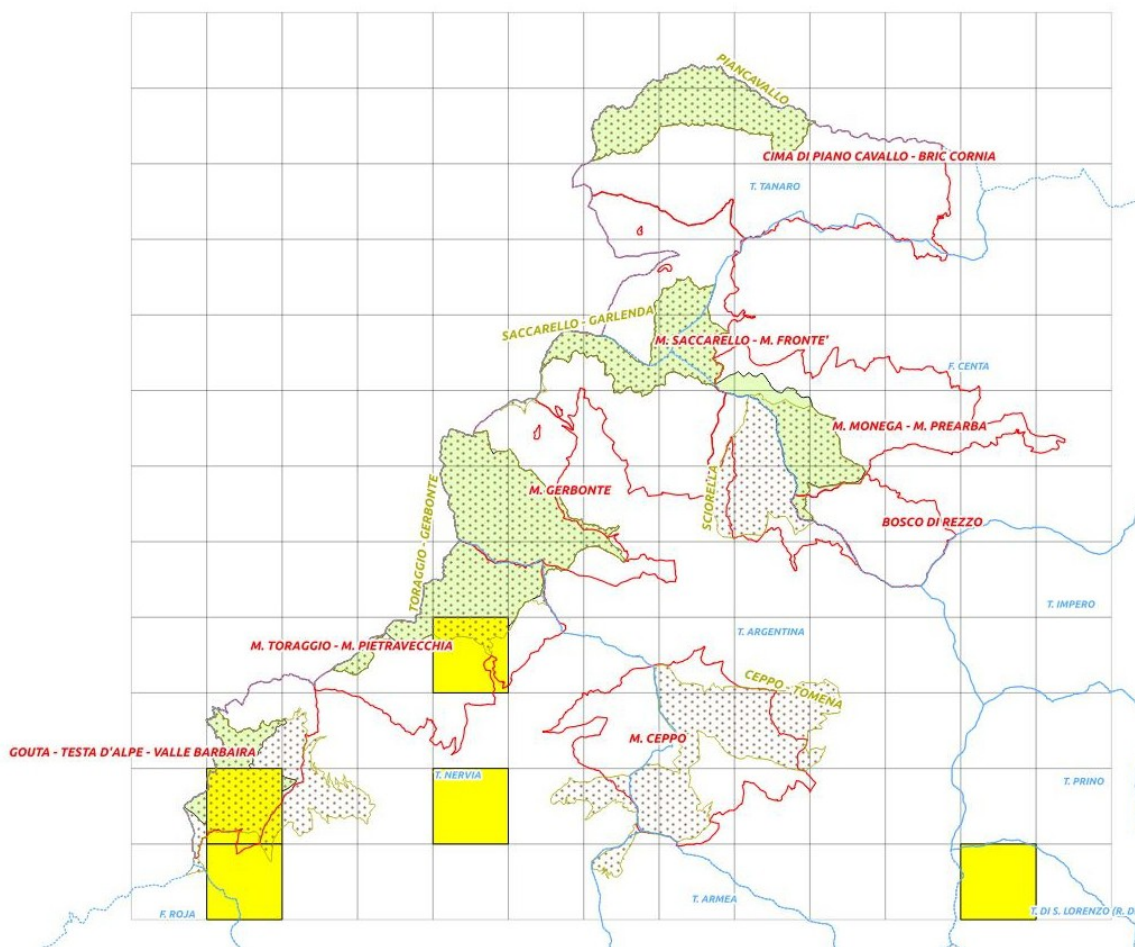 PIANCAVALLO
CIMA DI PIANO CAVALLO - BRIC CORNIA
T. TANARO
SACCARELLO - GARLENDA
M. SACCARELLO - M. FRONTE'
F. CENTA
M. MONEGA - M. PREARBA
SCIORELLA
M. GERBONTE
BOSCO DI REZZO
TORAGGIO - GERBONTE
T. IMPERO
T. ARGENTINA
M. TORAGGIO - M. PIETRAVECCHIA
CEPPO - TOMENA
M. CEPPO
GOUTA - TESTA D'ALPE - VALLE BARBAIRA
T. NERVIA
T. PRINO
T. ARMEA
F. ROJA
T. DI S. LORENZO (R. D